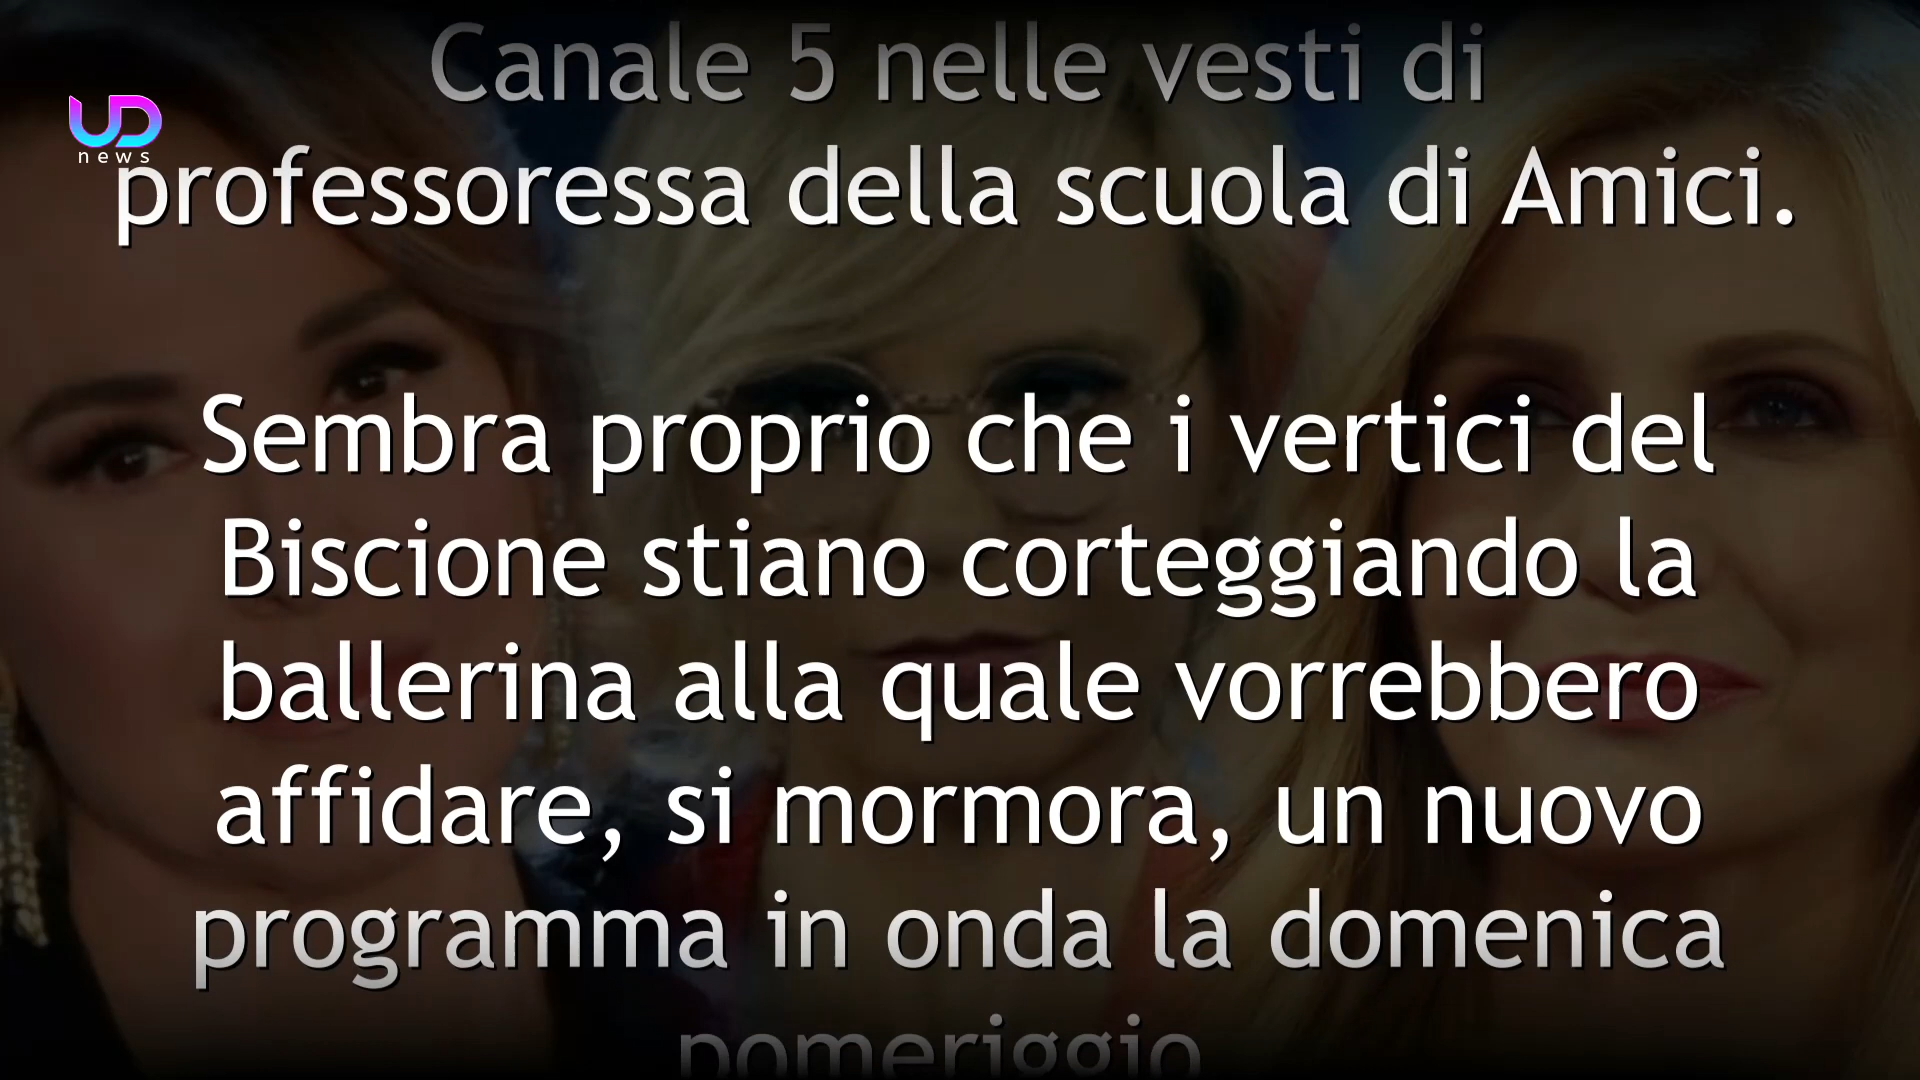 Canale 5 nelle vesti di
UD
news
professoressa della scuola di Amici.
Sembra proprio che i vertici del
Biscione stiano corteggiando la
ballerina alla quale vorrebbero
affidare, si mormora, un nuovo
programma in onda la domenica
pomeriggio